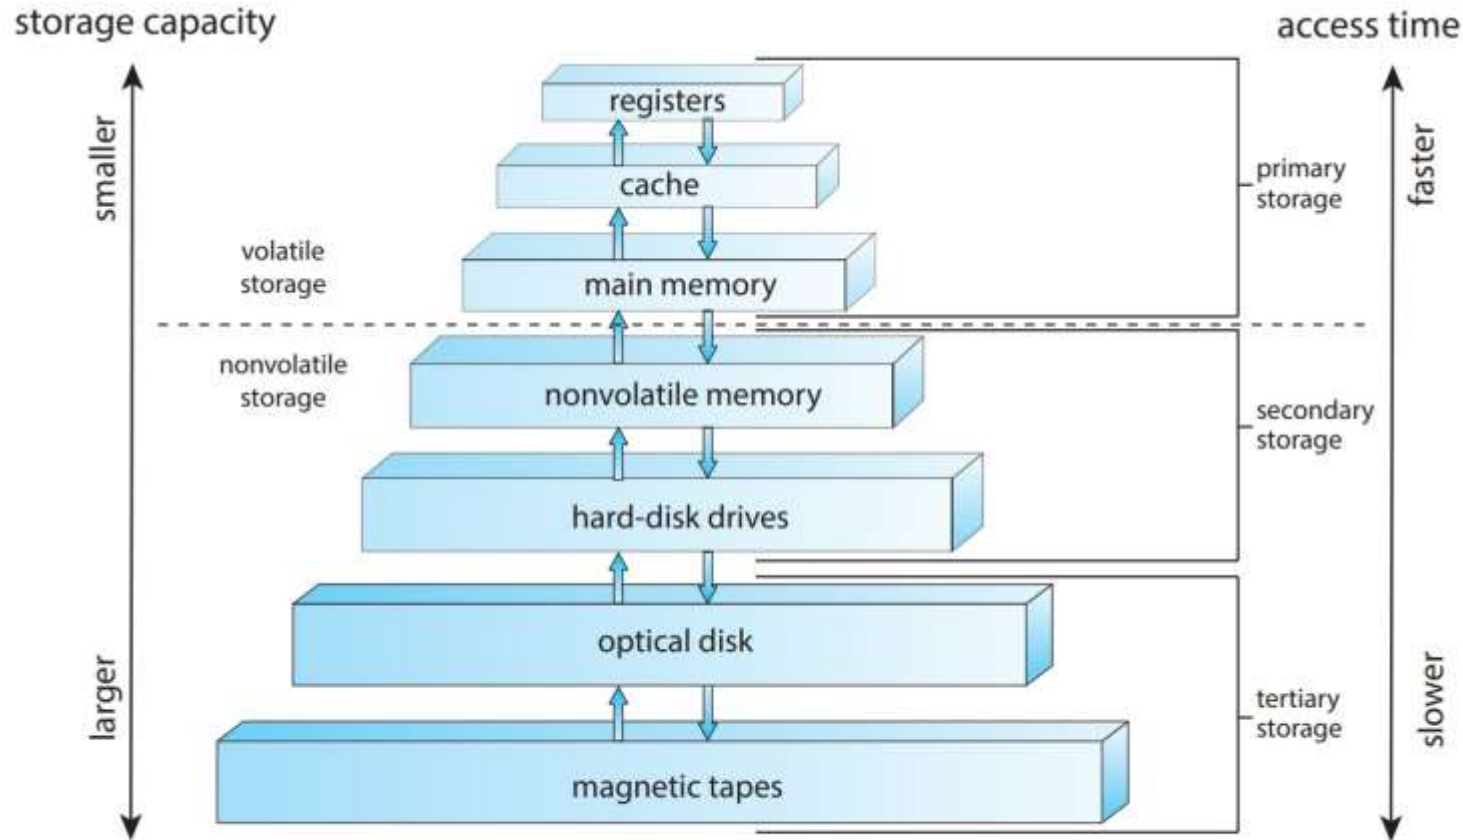 storage capacity
access time
smaller
larger
faster
slower
registers
cache
main memory
nonvolatile memory
hard-disk drives
optical disk
magnetic tapes
volatile
storage
nonvolatile
storage
primary
storage
secondary
storage
tertiary
storage